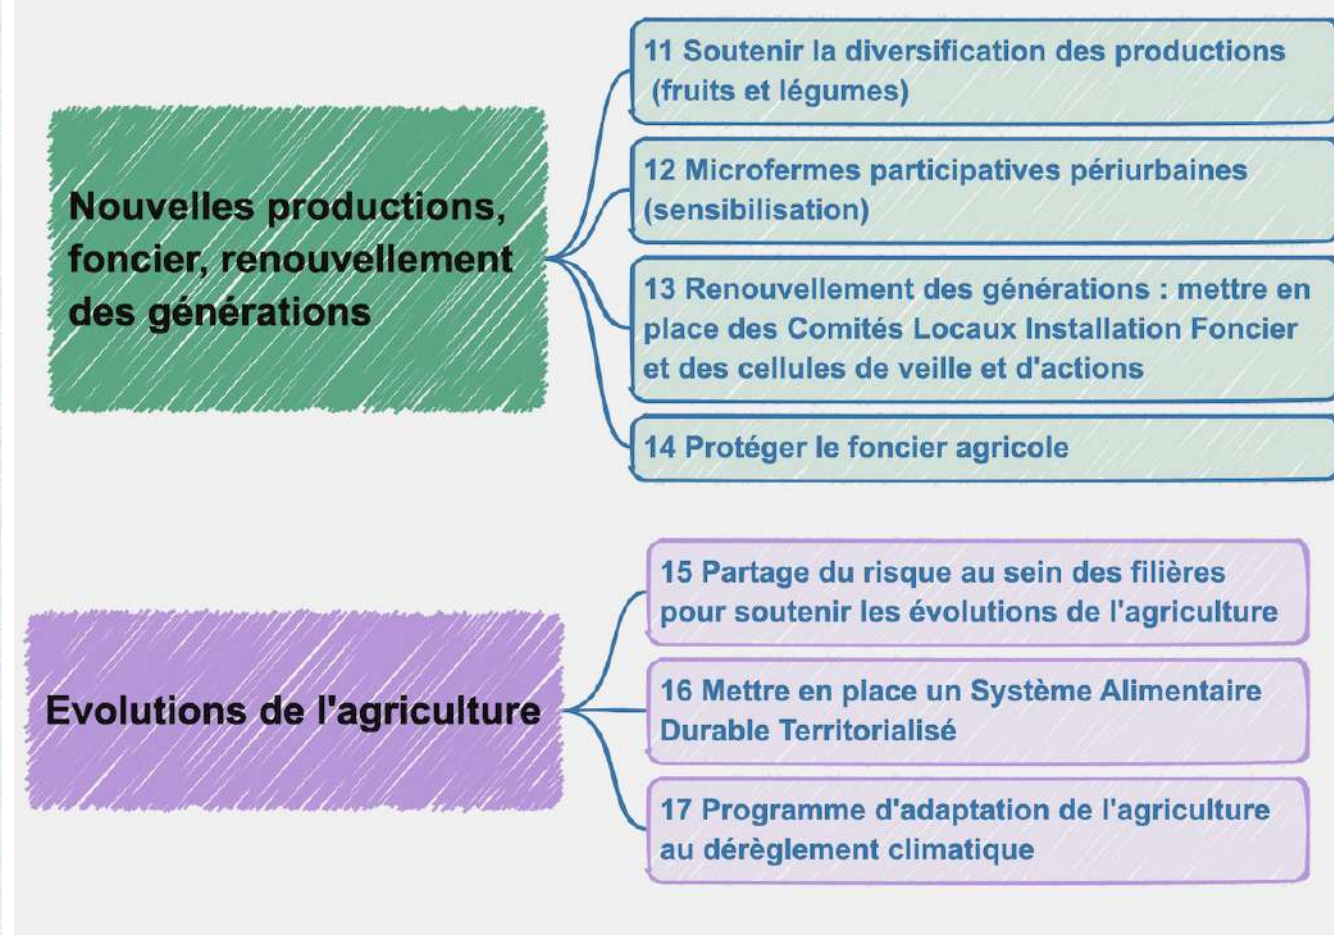 Nouvelles productions,
foncier, renouvellement
des générations
11 Soutenir la diversification des productions
(fruits et légumes)
12 Microfermes participatives périurbaines
(sensibilisation)
13 Renouvellement des générations : mettre en
place des Comités Locaux Installation Foncier
et des cellules de veille et d'actions
14 Protéger le foncier agricole
Evolutions de l'agriculture
15 Partage du risque au sein des filières
pour soutenir les évolutions de l'agriculture
16 Mettre en place un Système Alimentaire
Durable Territorialisé
17 Programme d'adaptation de l'agriculture
au dérèglement climatique